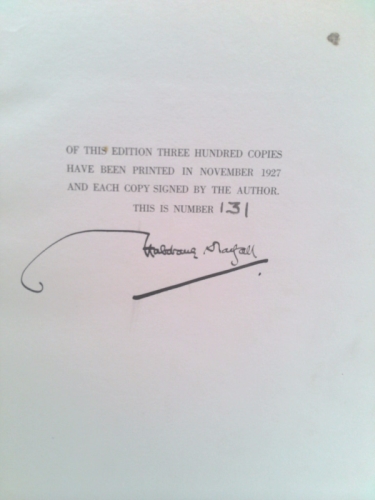 OF THIS EDITION THREE HUNDRED COPIES
HAVE BEEN PRINTED IN NOVEMBER 1927
AND EACH COPY SIGNED BY THE AUTHOR.
THIS IS NUMBER 131